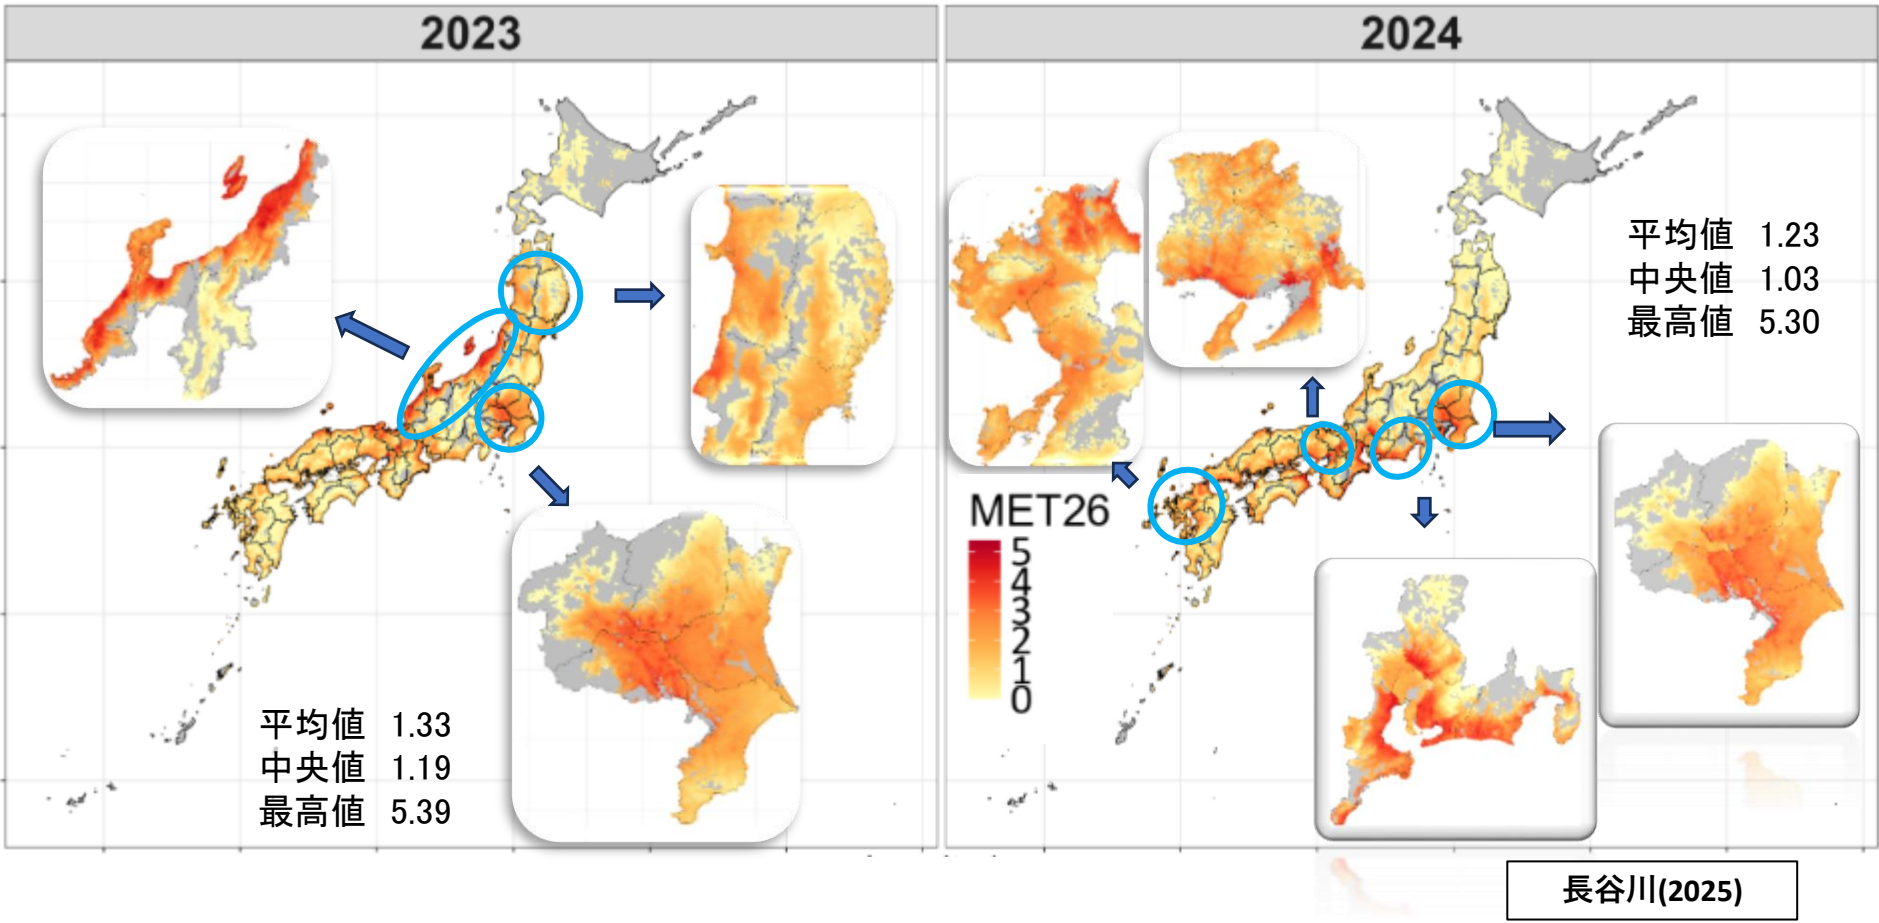 2023
2024
平均値 1.23
中央値 1.03
最高値 5.30
MET26
5
4
3
2
1
0
平均値 1.33
中央値 1.19
最高値 5.39
長谷川(2025)